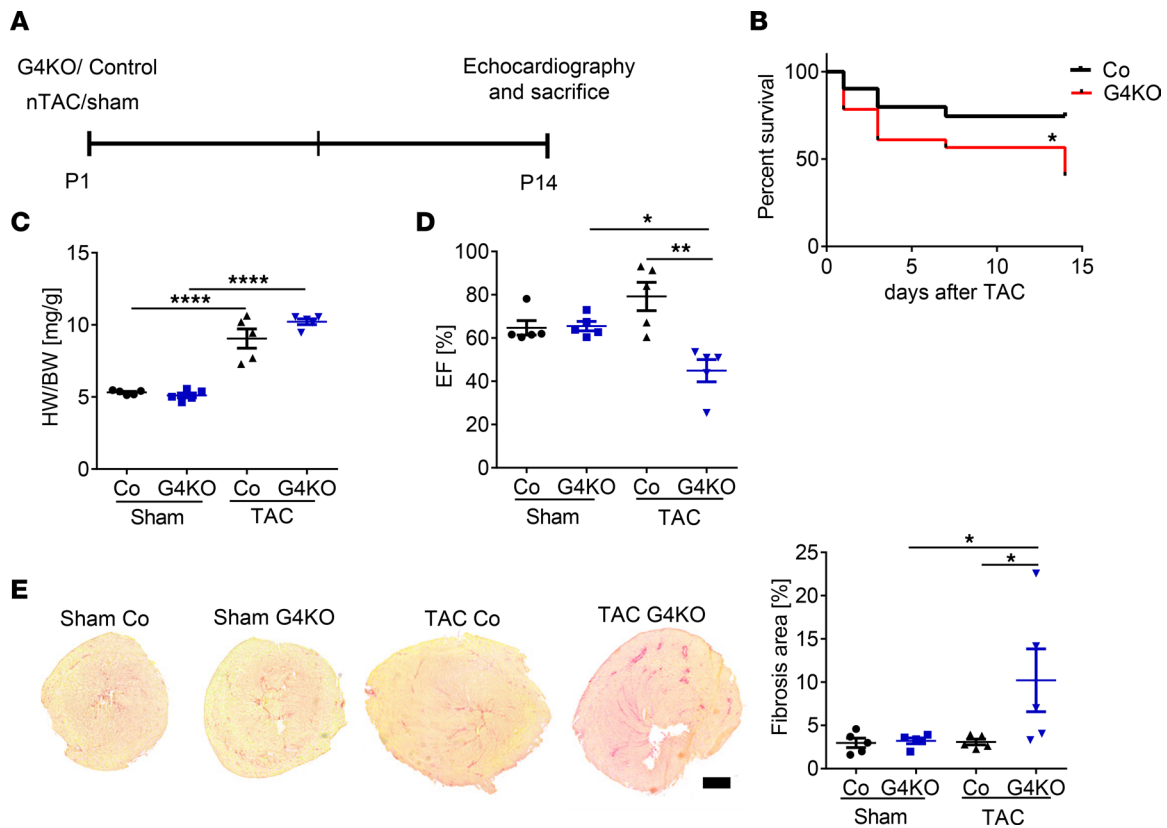 A
G4KO/ Control
nTAC/sham
Echocardiography
and sacrifice
P1
P14
B
Percent survival
100
50
0
0
5
10
15
days after TAC
Co
G4KO
*
C
HW/BW [mg/g]
15
10
5
0
****
****
Co
G4KO
Co
G4KO
Sham
TAC
D
EF [%]
100
80
60
40
20
0
*
**
Co
G4KO
Co
G4KO
Sham
TAC
E
Sham Co
Sham G4KO
TAC Co
TAC G4KO
Fibrosis area [%]
25
20
15
10
5
0
*
*
Co
G4KO
Co
G4KO
Sham
TAC